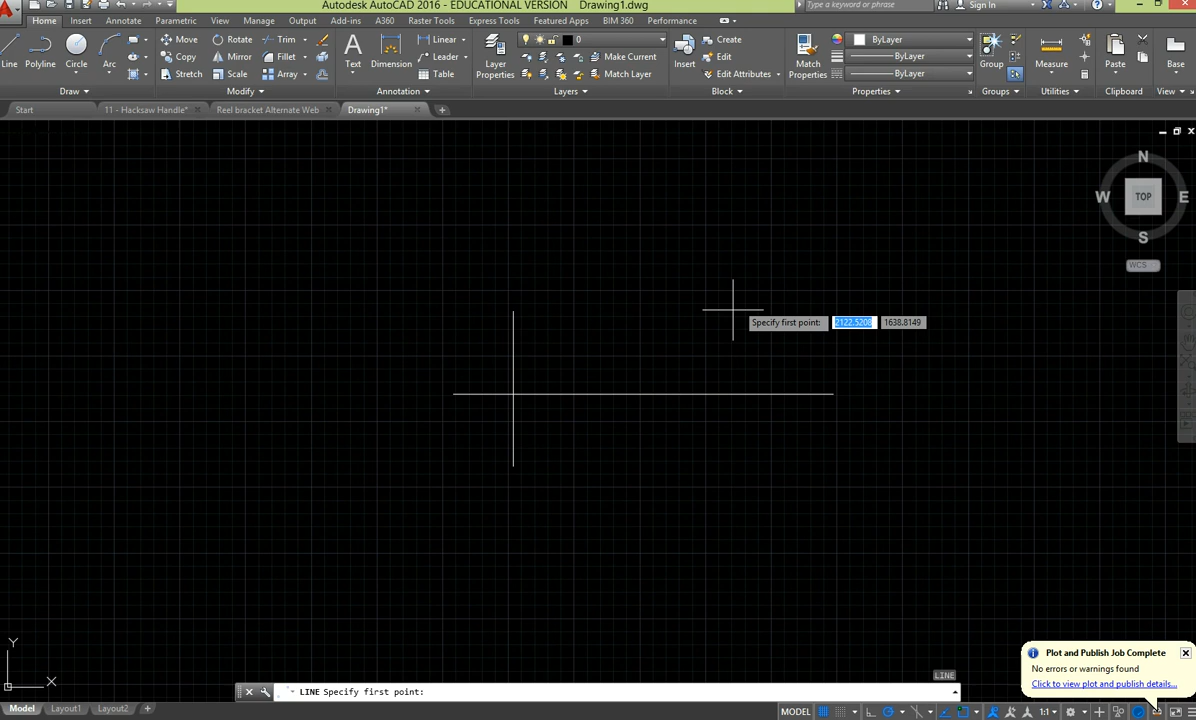 Autodesk AutoCAD 2016 - EDUCATIONAL VERSION Drawing1.dwg
Type a keyword or phrase
Sign In
Home Insert Annotate Parametric View Manage Output Add-ins A360 Raster Tools Express Tools Featured Apps BIM 360 Performance
Line Polyline Circle Arc
Move Rotate Trim
Copy Mirror Fillet
Stretch Scale Array
Text Dimension
Linear
Leader
Table
Layer
Properties
0
Make Current
Match Layer
Insert
Create
Edit
Edit Attributes
Match
Properties
ByLayer
ByLayer
ByLayer
Group
Measure
Paste
Base
Draw Modify Annotation Layers Block Properties Groups Utilities Clipboard View
Start 11 - Hacksaw Handle* Reel bracket Alternate Web Drawing1*
N
W TOP E
S
WCS
Specify first point: 2122.5208 1638.8149
Y
X
LINE
LINE Specify first point:
Plot and Publish Job Complete
No errors or warnings found
Click to view plot and publish details...
Model Layout1 Layout2
MODEL 1:1